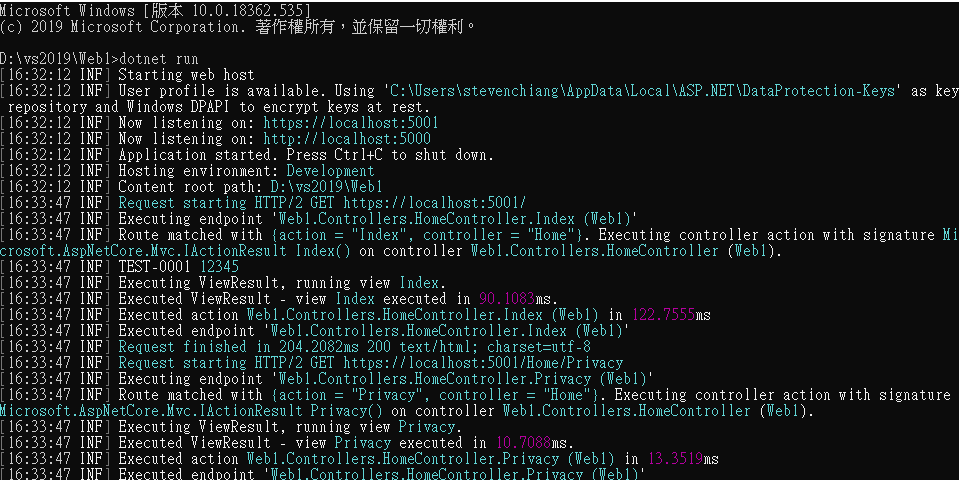 Microsoft Windows [版本 10.0.18362.535]
(c) 2019 Microsoft Corporation. 著作權所有，並保留一切權利。
D:\vs2019\Web1>dotnet run
[16:32:12 INF] Starting web host
[16:32:12 INF] User profile is available. Using 'C:\Users\stevenchiang\AppData\Local\ASP.NET\DataProtection-Keys' as key
 repository and Windows DPAPI to encrypt keys at rest.
[16:32:12 INF] Now listening on: https://localhost:5001
[16:32:12 INF] Now listening on: http://localhost:5000
[16:32:12 INF] Application started. Press Ctrl+C to shut down.
[16:32:12 INF] Hosting environment: Development
[16:32:12 INF] Content root path: D:\vs2019\Web1
[16:33:47 INF] Request starting HTTP/2 GET https://localhost:5001/
[16:33:47 INF] Executing endpoint 'Web1.Controllers.HomeController.Index (Web1)'
[16:33:47 INF] Route matched with {action = "Index", controller = "Home"}. Executing controller action with signature Mi
crosoft.AspNetCore.Mvc.IActionResult Index() on controller Web1.Controllers.HomeController (Web1).
[16:33:47 INF] TEST-0001 12345
[16:33:47 INF] Executing ViewResult, running view Index.
[16:33:47 INF] Executed ViewResult - view Index executed in 90.1083ms.
[16:33:47 INF] Executed action Web1.Controllers.HomeController.Index (Web1) in 122.7555ms
[16:33:47 INF] Executed endpoint 'Web1.Controllers.HomeController.Index (Web1)'
[16:33:47 INF] Request finished in 204.2082ms 200 text/html; charset=utf-8
[16:33:47 INF] Request starting HTTP/2 GET https://localhost:5001/Home/Privacy
[16:33:47 INF] Executing endpoint 'Web1.Controllers.HomeController.Privacy (Web1)'
[16:33:47 INF] Route matched with {action = "Privacy", controller = "Home"}. Executing controller action with signature
Microsoft.AspNetCore.Mvc.IActionResult Privacy() on controller Web1.Controllers.HomeController (Web1).
[16:33:47 INF] Executing ViewResult, running view Privacy.
[16:33:47 INF] Executed ViewResult - view Privacy executed in 10.7088ms.
[16:33:47 INF] Executed action Web1.Controllers.HomeController.Privacy (Web1) in 13.3519ms
[16:33:47 INF] Executed endpoint 'Web1.Controllers.HomeController.Privacy (Web1)'